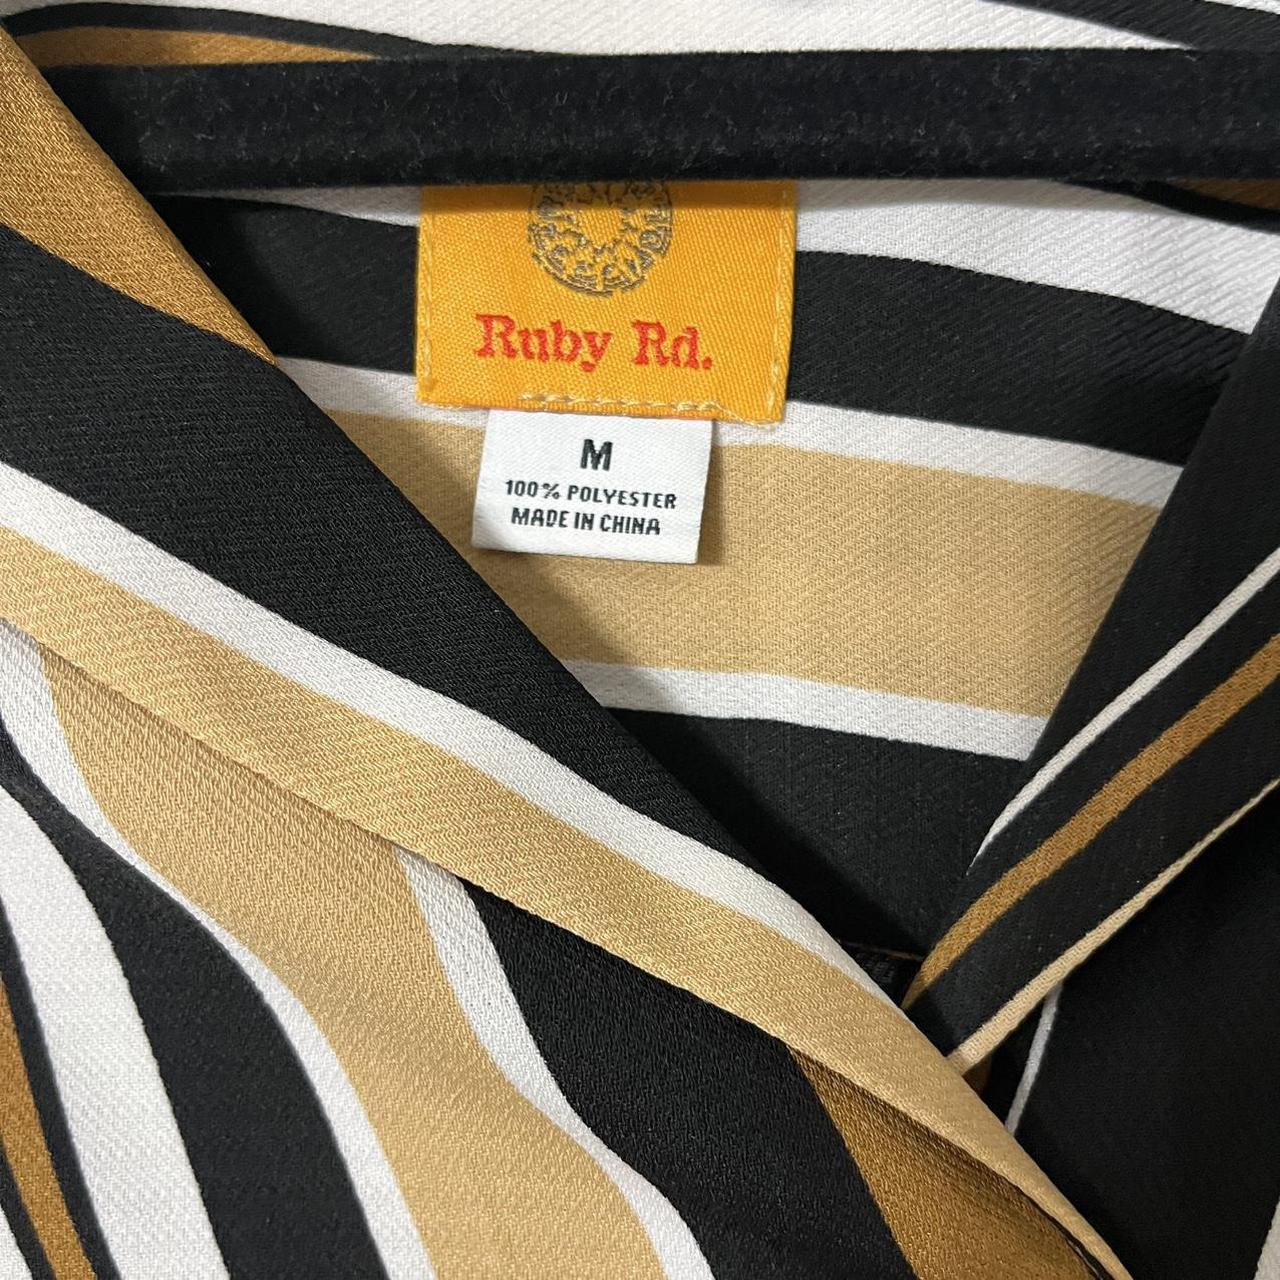 Ruby Rd.
M
100% POLYESTER
MADE IN CHINA